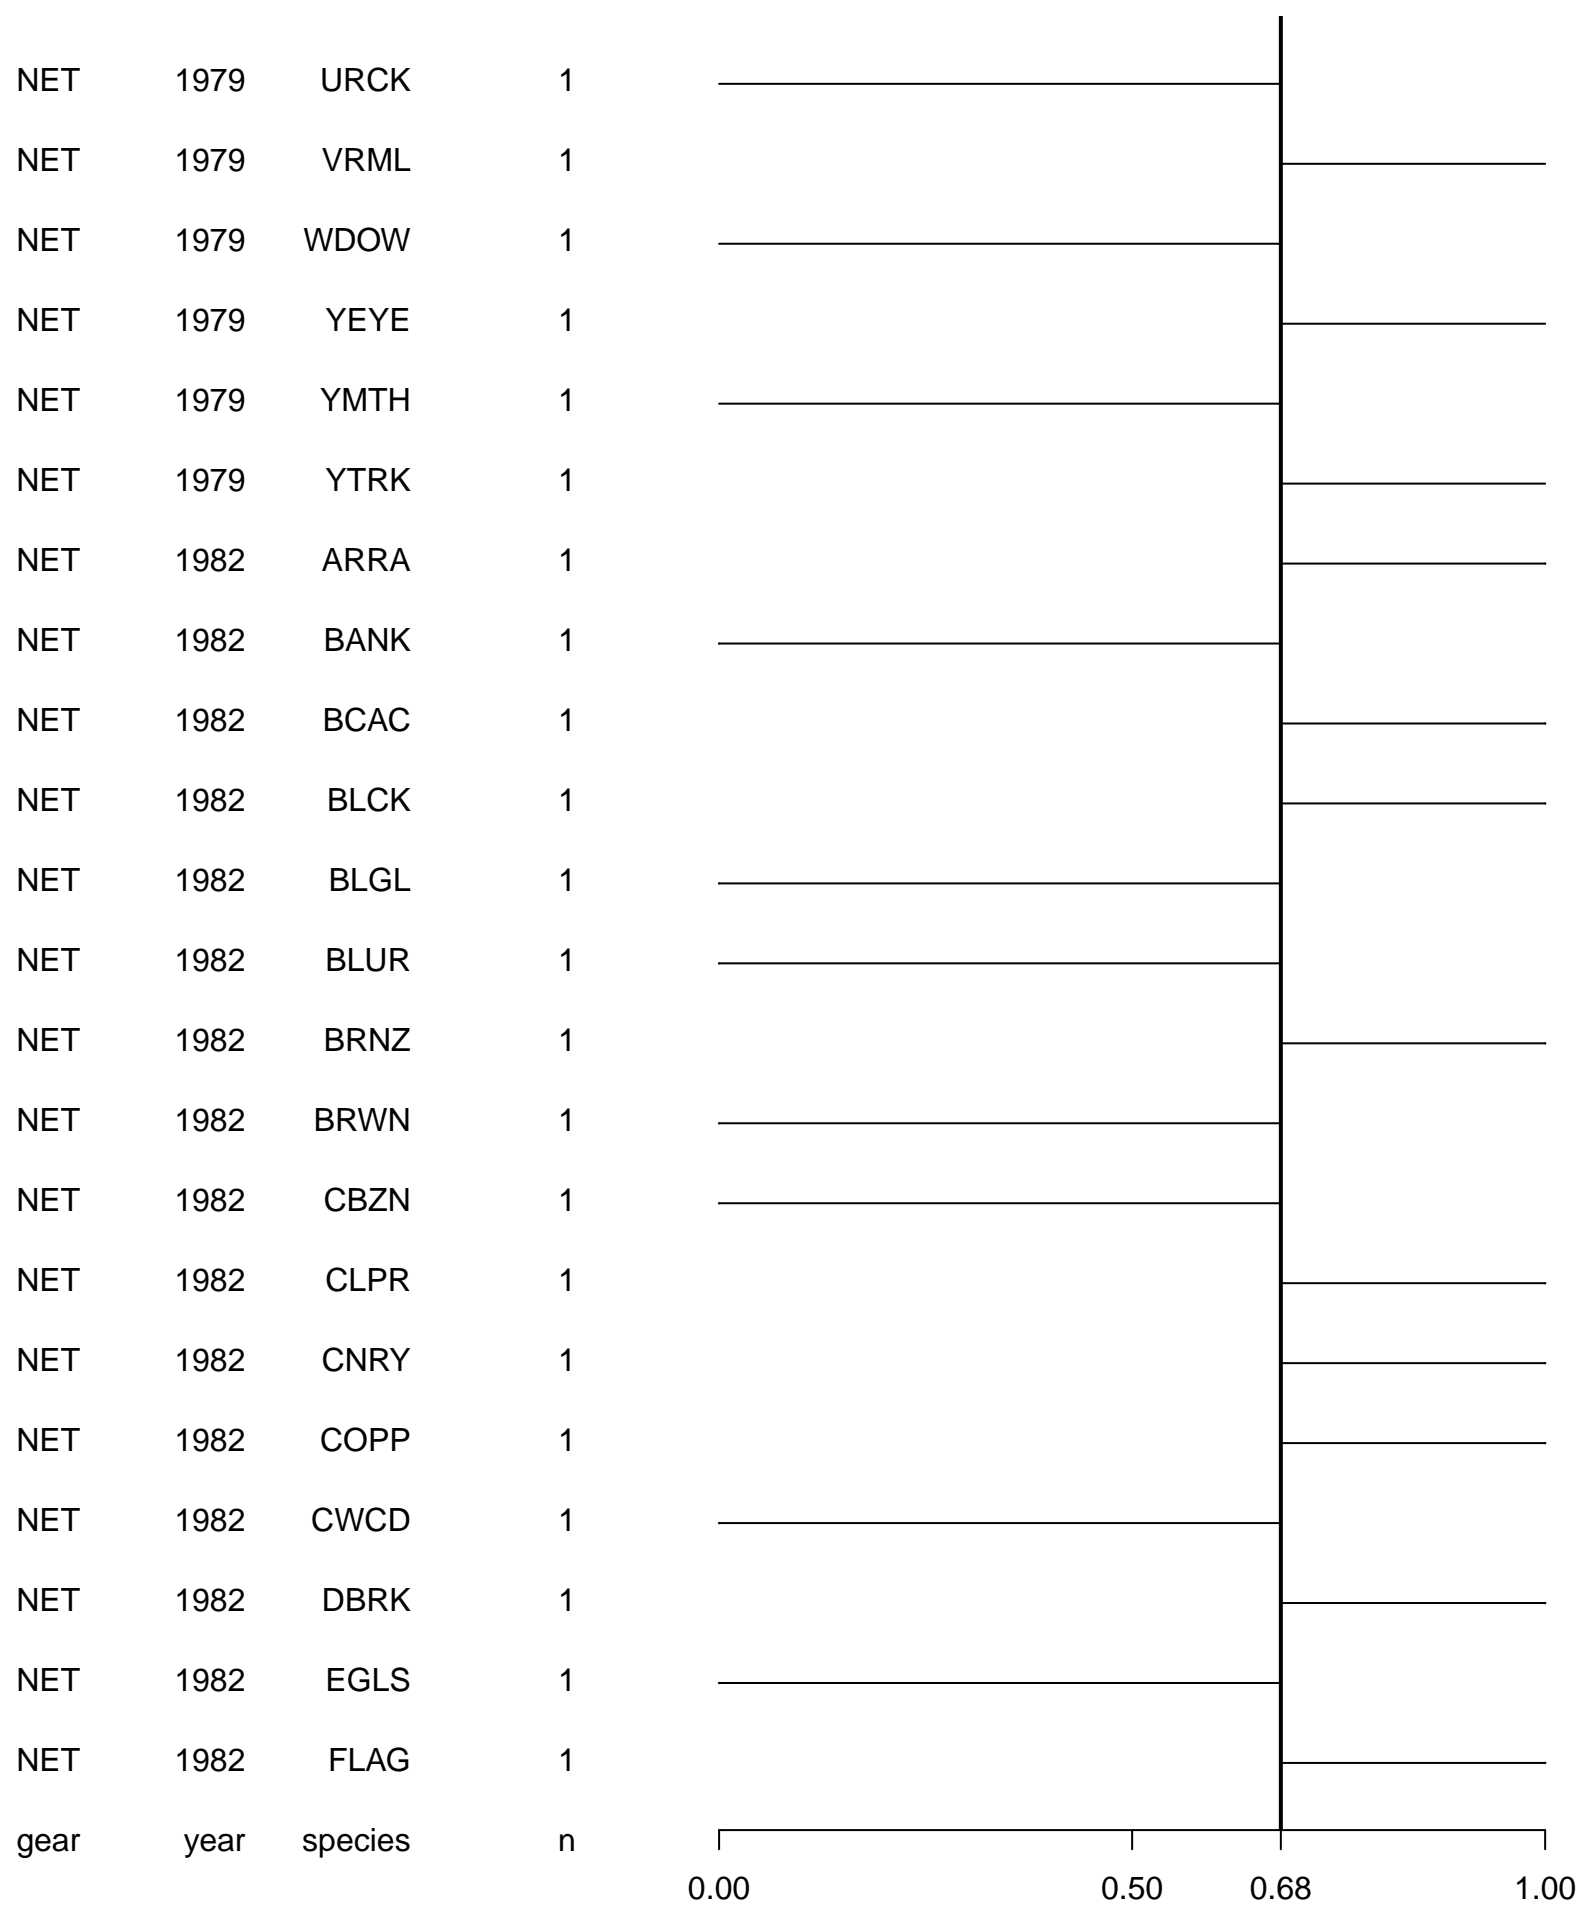 NET 1979 URCK 1
NET 1979 VRML 1
NET 1979 WDOW 1
NET 1979 YEYE 1
NET 1979 YMTH 1
NET 1979 YTRK 1
NET 1982 ARRA 1
NET 1982 BANK 1
NET 1982 BCAC 1
NET 1982 BLCK 1
NET 1982 BLGL 1
NET 1982 BLUR 1
NET 1982 BRNZ 1
NET 1982 BRWN 1
NET 1982 CBZN 1
NET 1982 CLPR 1
NET 1982 CNRY 1
NET 1982 COPP 1
NET 1982 CWCD 1
NET 1982 DBRK 1
NET 1982 EGLS 1
NET 1982 FLAG 1
gear year species n
0.00 0.50 0.68 1.00